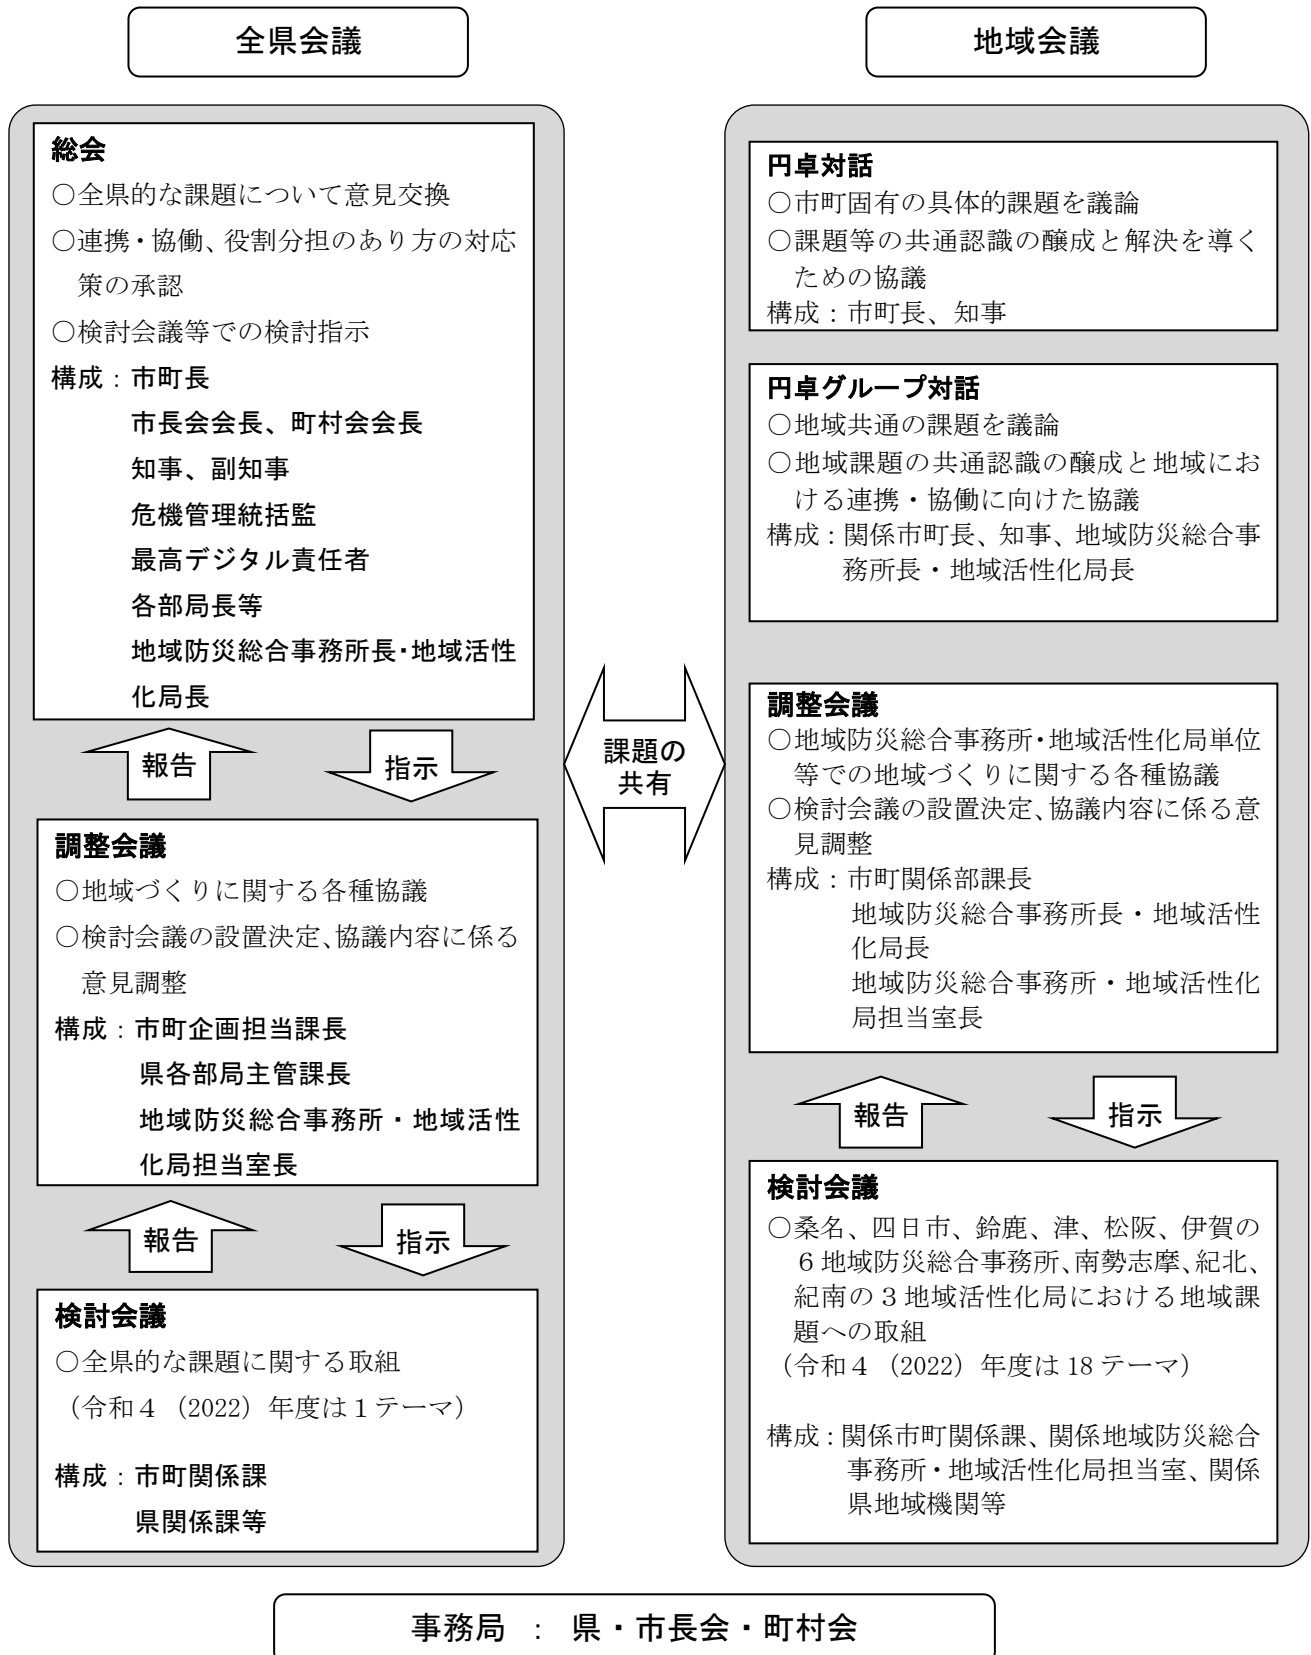 全県会議
総会
○全県的な課題について意見交換
○連携・協働、役割分担のあり方の対応
策の承認
○検討会議等での検討指示
構成：市町長
市長会会長、町村会会長
知事、副知事
危機管理統括監
最高デジタル責任者
各部局長等
地域防災総合事務所長・地域活性
化局長
報告
指示
調整会議
○地域づくりに関する各種協議
○検討会議の設置決定、協議内容に係る
意見調整
構成：市町企画担当課長
県各部局主管課長
地域防災総合事務所・地域活性
化局担当室長
報告
指示
検討会議
○全県的な課題に関する取組
（令和４（2022）年度は１テーマ）
構成：市町関係課
県関係課等
課題の
共有
地域会議
円卓対話
○市町固有の具体的課題を議論
○課題等の共通認識の醸成と解決を導く
ための協議
構成：市町長、知事
円卓グループ対話
○地域共通の課題を議論
○地域課題の共通認識の醸成と地域にお
ける連携・協働に向けた協議
構成：関係市町長、知事、地域防災総合事
務所長・地域活性化局長
調整会議
○地域防災総合事務所・地域活性化局単位
等での地域づくりに関する各種協議
○検討会議の設置決定、協議内容に係る意
見調整
構成：市町関係部課長
地域防災総合事務所長・地域活性
化局長
地域防災総合事務所・地域活性化
局担当室長
報告
指示
検討会議
○桑名、四日市、鈴鹿、津、松阪、伊賀の
６地域防災総合事務所、南勢志摩、紀北、
紀南の３地域活性化局における地域課
題への取組
（令和４（2022）年度は 18 テーマ）
構成：関係市町関係課、関係地域防災総合
事務所・地域活性化局担当室、関係
県地域機関等
事務局 ： 県・市長会・町村会